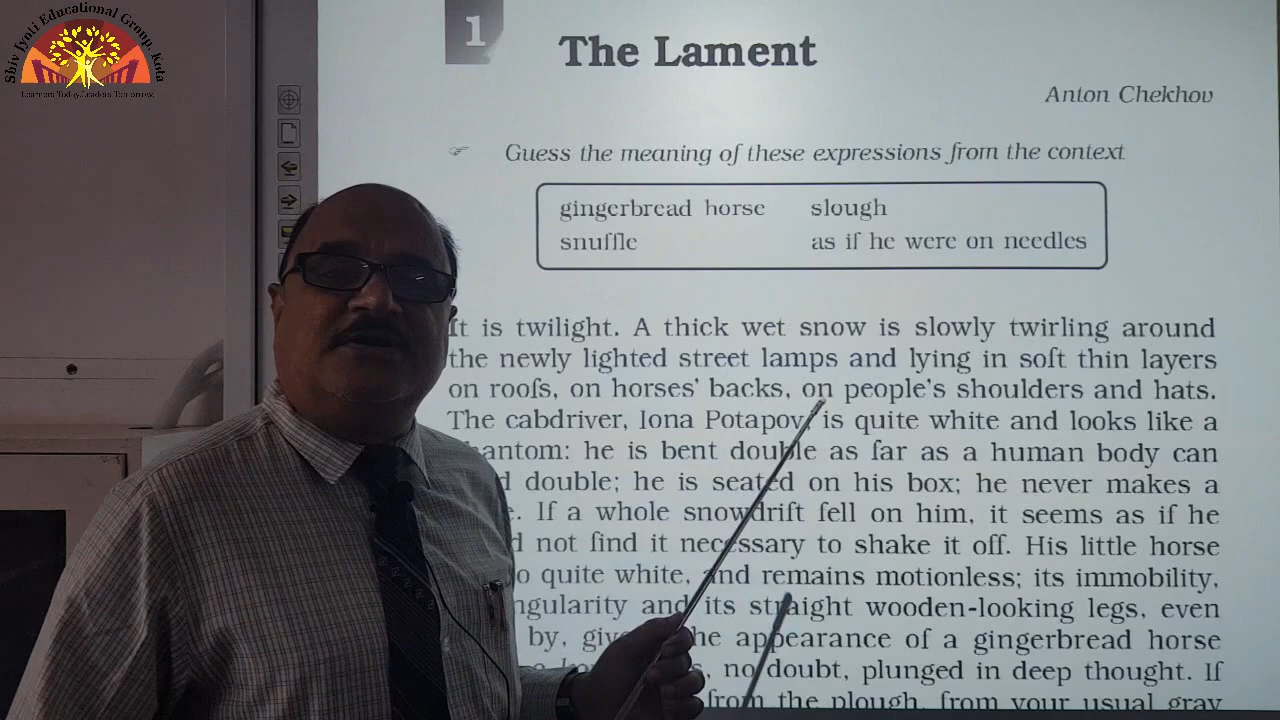 Shiv Jyoti Educational Group, Kota
Learners Today...Leaders Tomorrow
1
The Lament
Anton Chekhov
Guess the meaning of these expressions from the context
gingerbread horse slough
snuffle as if he were on needles
It is twilight. A thick wet snow is slowly twirling around
the newly lighted street lamps and lying in soft thin layers
on roofs, on horses' backs, on people's shoulders and hats.
The cabdriver, Iona Potapov is quite white and looks like a
antom: he is bent double as far as a human body can
d double; he is seated on his box; he never makes a
e. If a whole snowdrift fell on him, it seems as if he
d not find it necessary to shake it off. His little horse
o quite white, and remains motionless; its immobility,
ngularity and its straight wooden-looking legs, even
by, give he appearance of a gingerbread horse
no doubt, plunged in deep thought. If
from the plough, from your usual gray